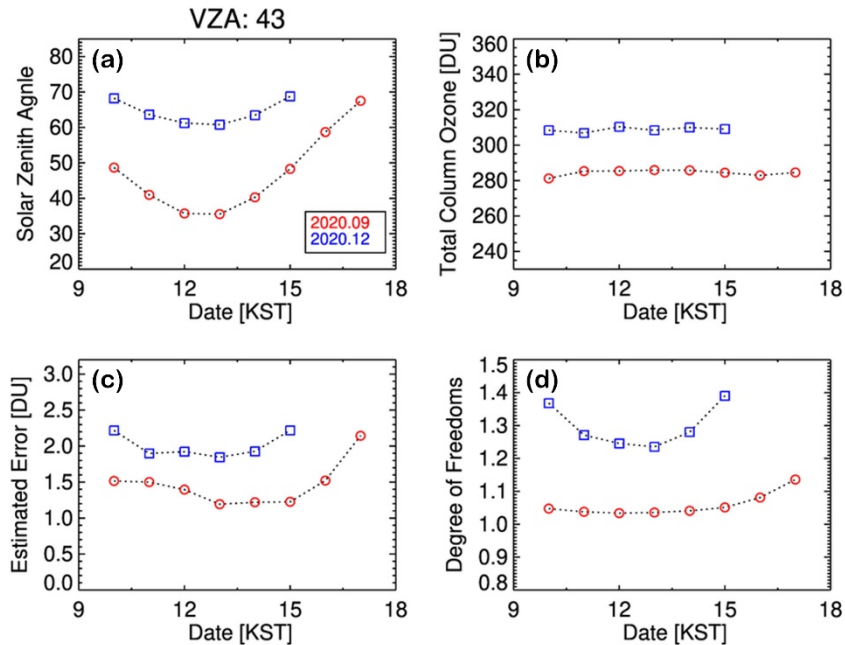 VZA: 43
(a)
80
70
60
50
40
30
20
Solar Zenith Agnle
2020.09
2020.12
9 12 15 18
Date [KST]
(b)
360
340
320
300
280
260
240
Total Column Ozone [DU]
9 12 15 18
Date [KST]
(c)
3.0
2.5
2.0
1.5
1.0
0.5
0.0
Estimated Error [DU]
9 12 15 18
Date [KST]
(d)
1.5
1.4
1.3
1.2
1.1
1.0
0.9
0.8
Degree of Freedoms
9 12 15 18
Date [KST]